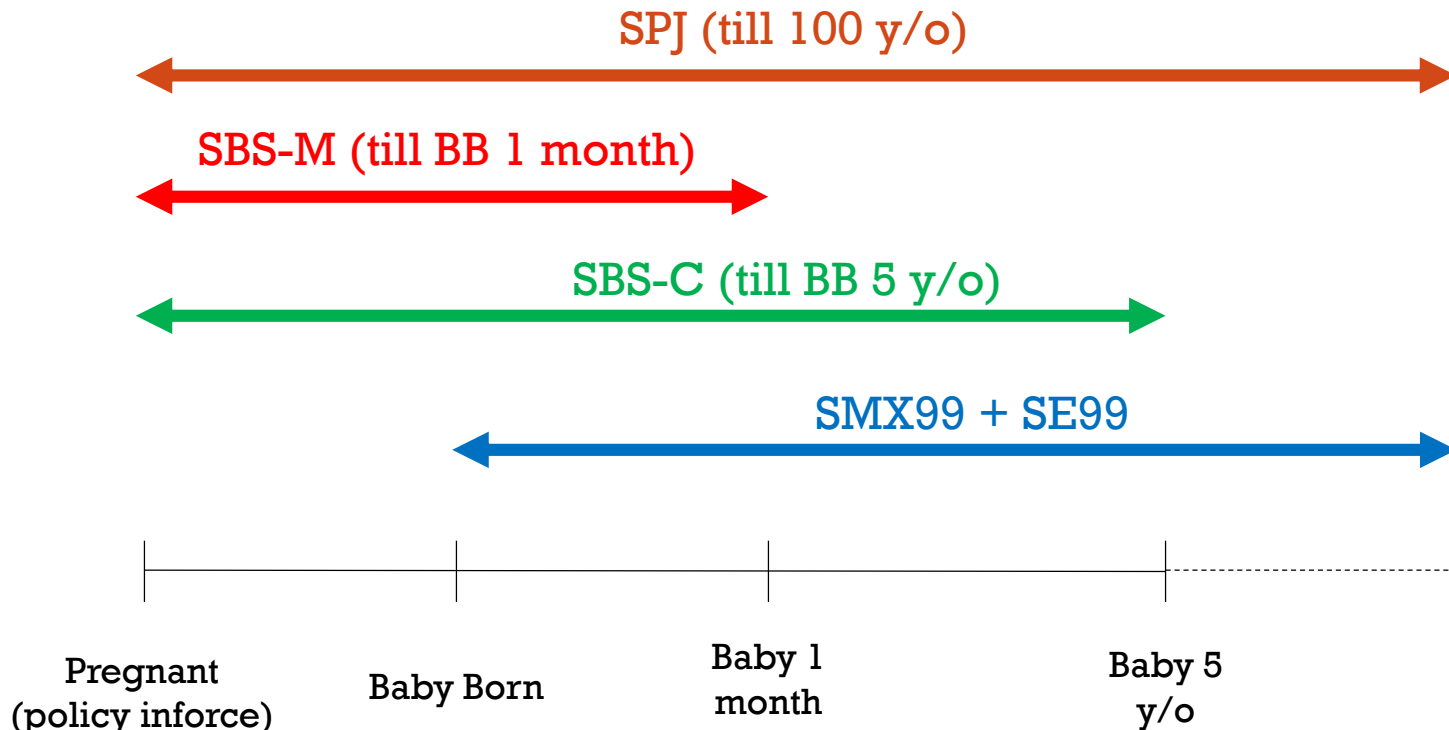 SPJ (till 100 y/o)
SBS-M (till BB 1 month)
SBS-C (till BB 5 y/o)
SMX99 + SE99
Pregnant
(policy inforce)
Baby Born
Baby 1
month
Baby 5
y/o